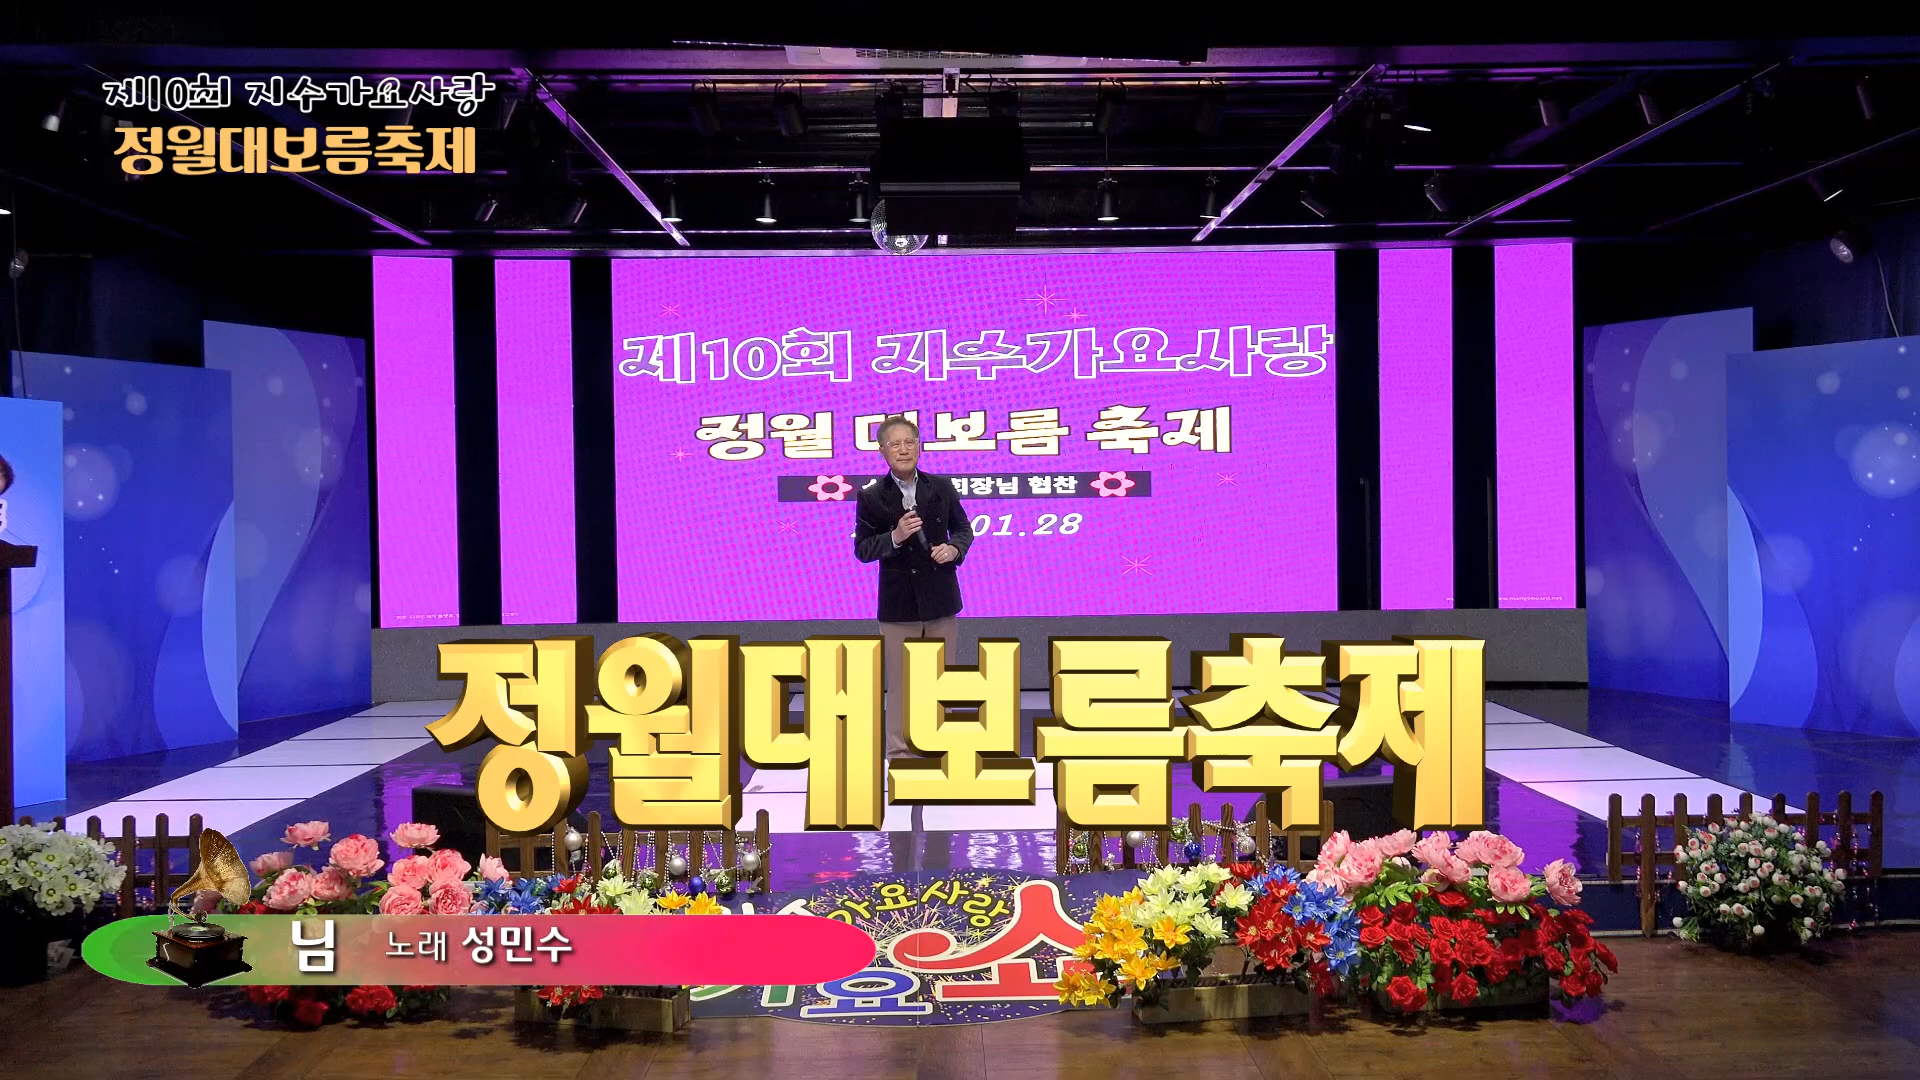 제10회 지수가요사랑
정월대보름축제
제10회 지수가요사랑
정월 대보름 축제
회장님 협찬
01.28
정월대보름축제
님 노래 성민수
가요사랑
요